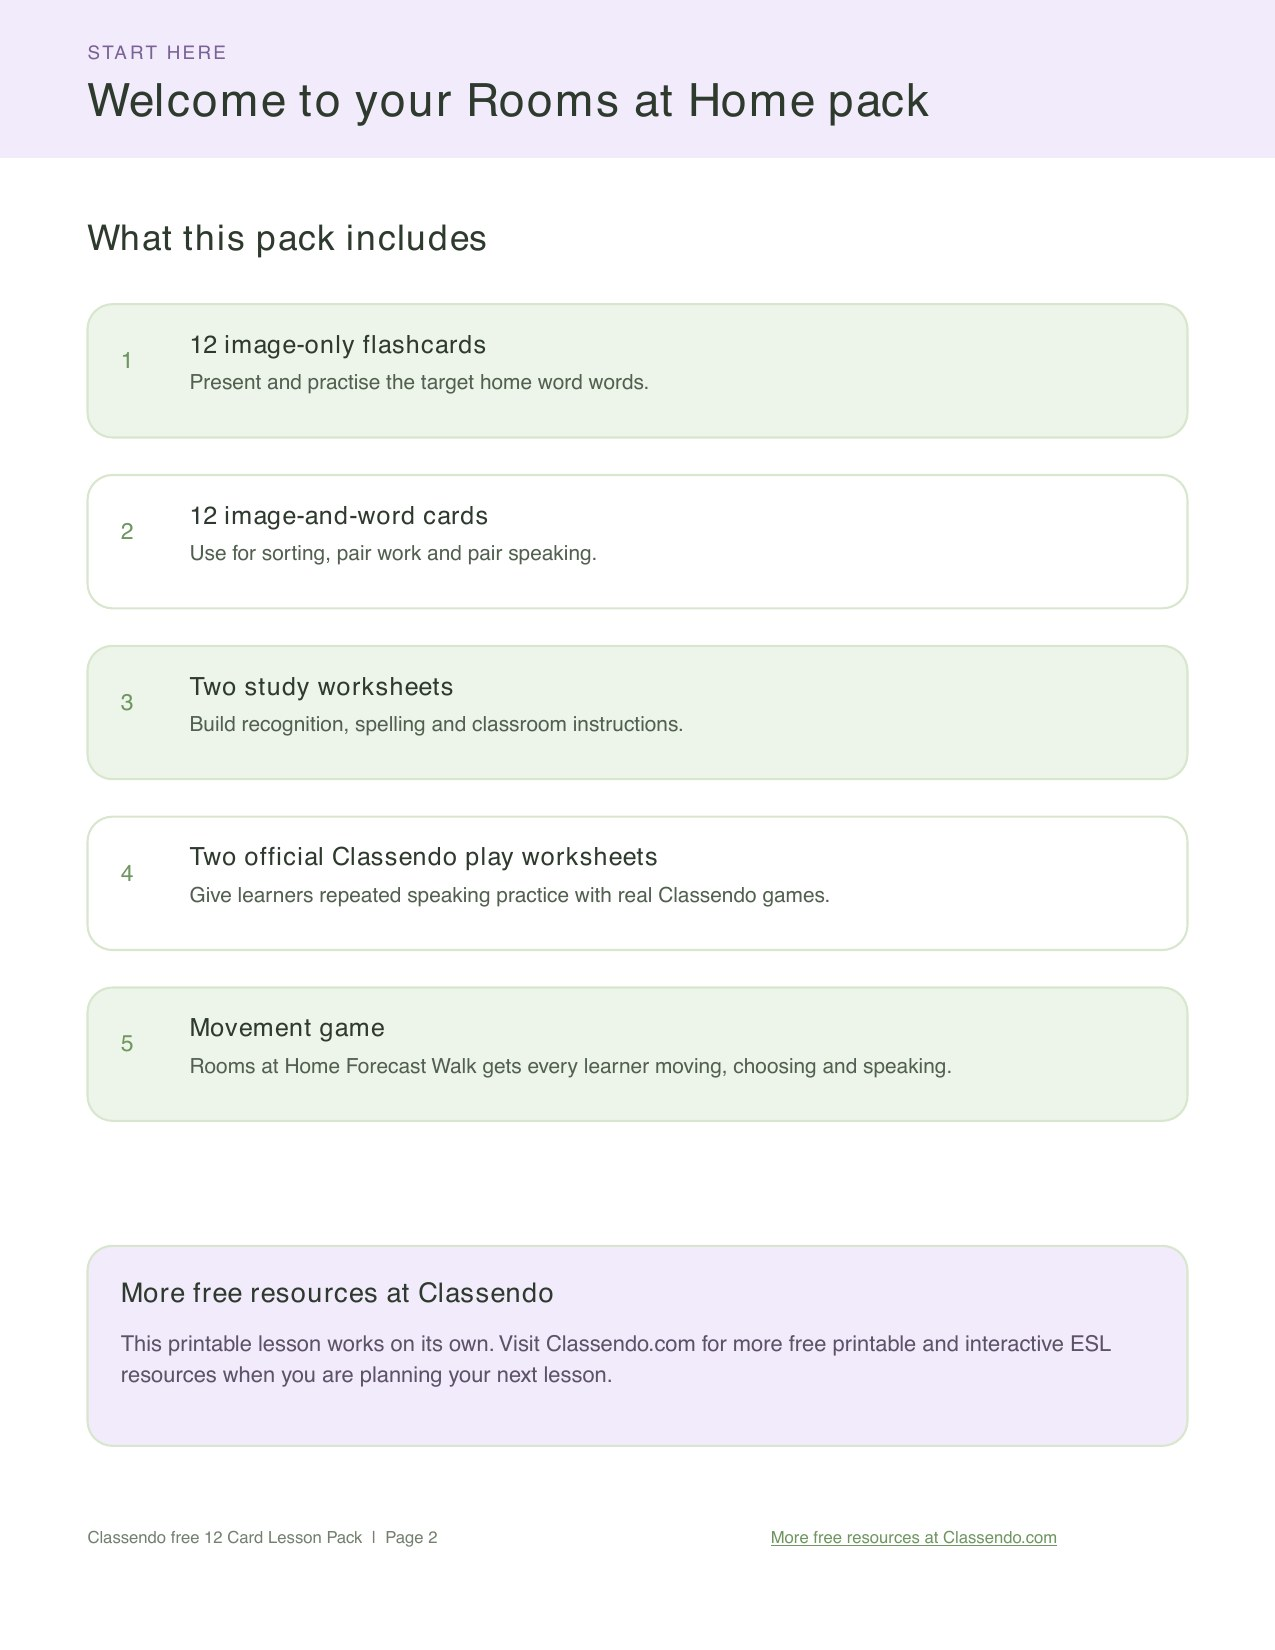 START HERE
Welcome to your Rooms at Home pack
What this pack includes
1
12 image-only flashcards
Present and practise the target home word words.
2
12 image-and-word cards
Use for sorting, pair work and pair speaking.
3
Two study worksheets
Build recognition, spelling and classroom instructions.
4
Two official Classendo play worksheets
Give learners repeated speaking practice with real Classendo games.
5
Movement game
Rooms at Home Forecast Walk gets every learner moving, choosing and speaking.
More free resources at Classendo
This printable lesson works on its own. Visit Classendo.com for more free printable and interactive ESL
resources when you are planning your next lesson.
Classendo free 12 Card Lesson Pack | Page 2
More free resources at Classendo.com